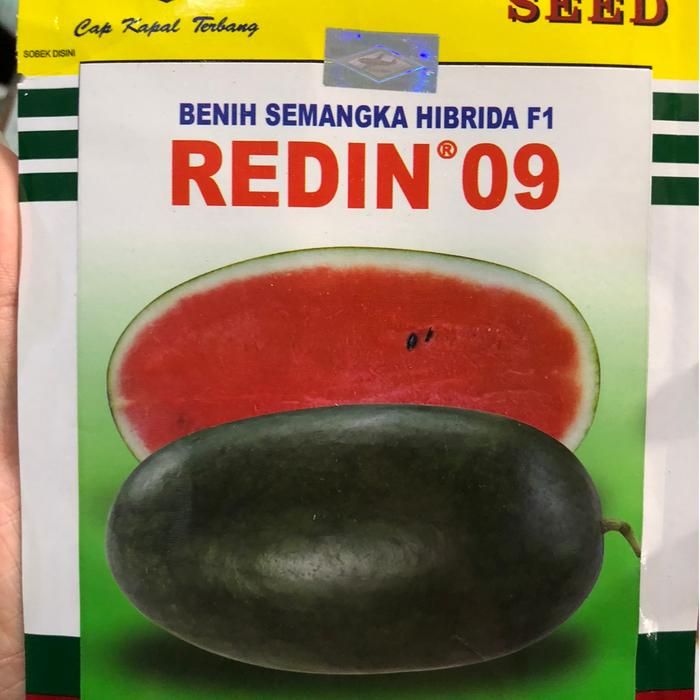 SEED
Cap Kapal Terbang
SOBEK DISINI
BENIH SEMANGKA HIBRIDA F1
REDIN® 09